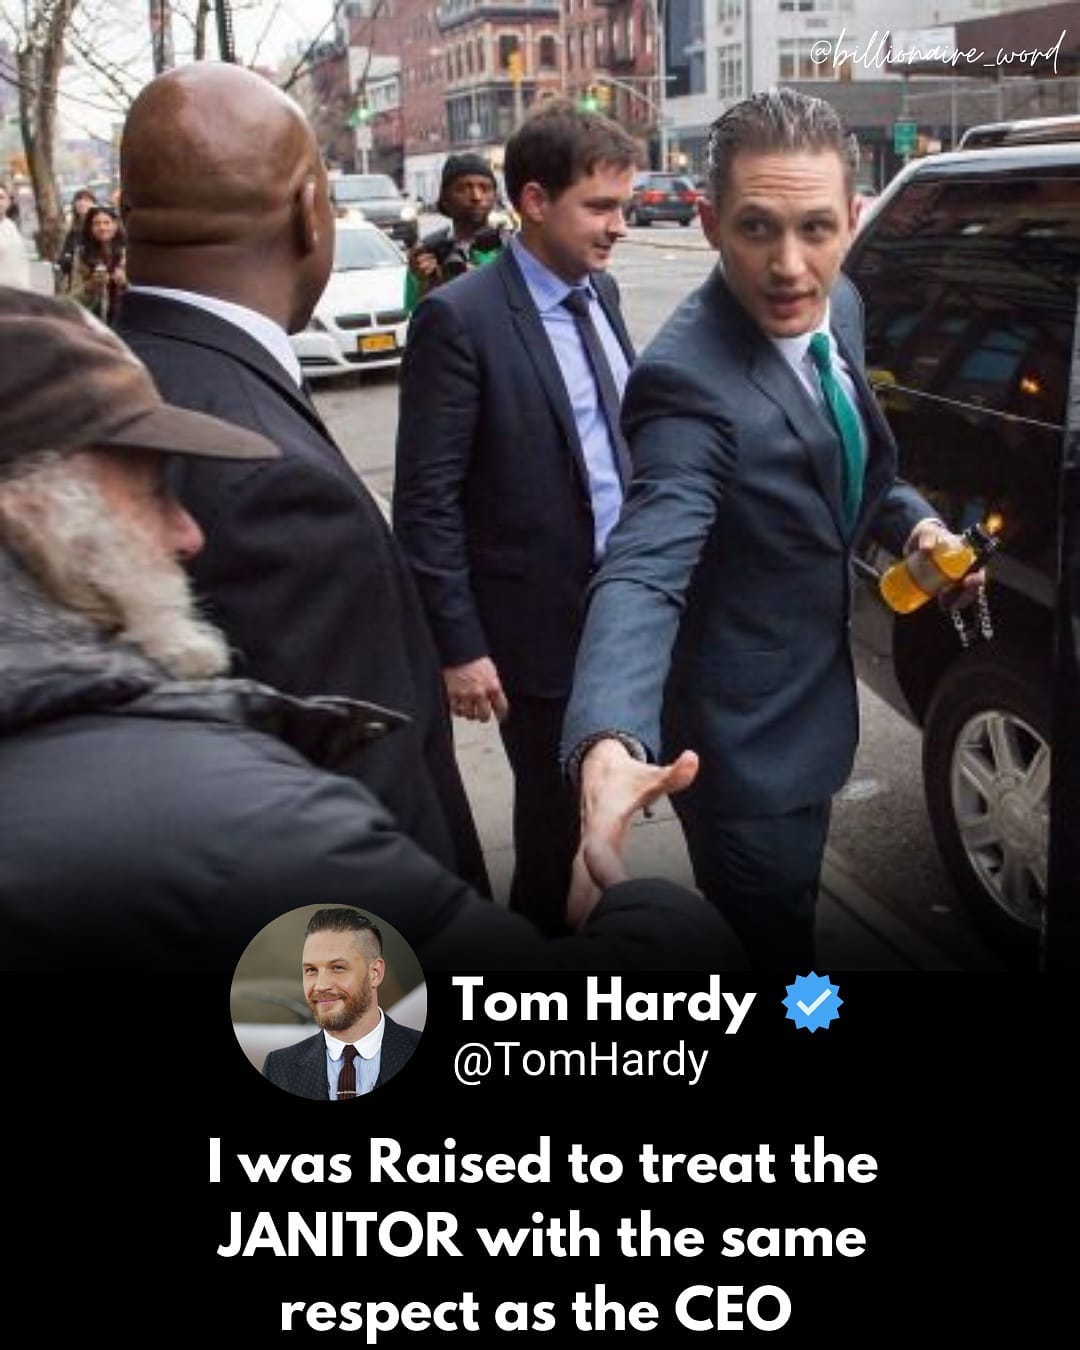 @billionaire_word
Tom Hardy
@TomHardy
I was Raised to treat the
JANITOR with the same
respect as the CEO